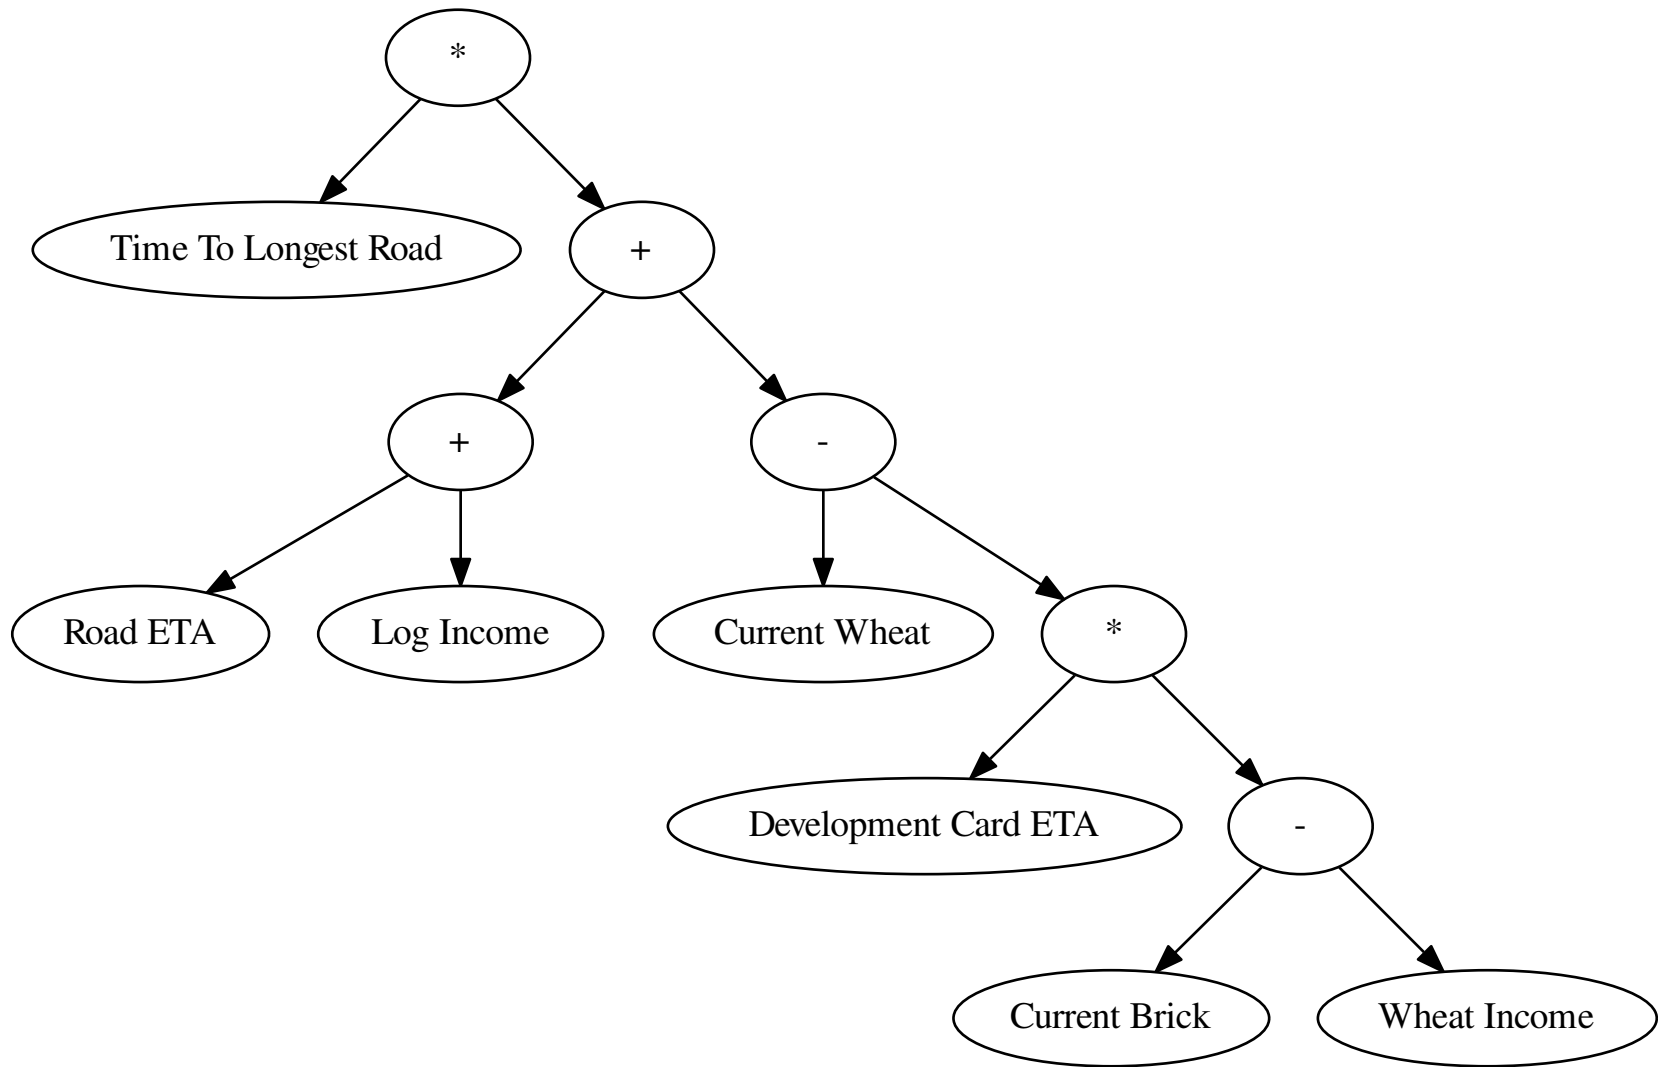 *
Time To Longest Road
+
+
-
Road ETA
Log Income
Current Wheat
*
Development Card ETA
-
Current Brick
Wheat Income